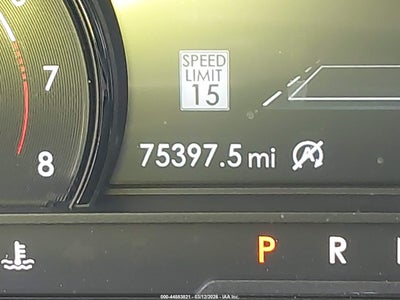 SPEED
LIMIT
15
7
75397.5 mi
8
P R
000-44883821 - 03/12/2026 - IAA Inc.